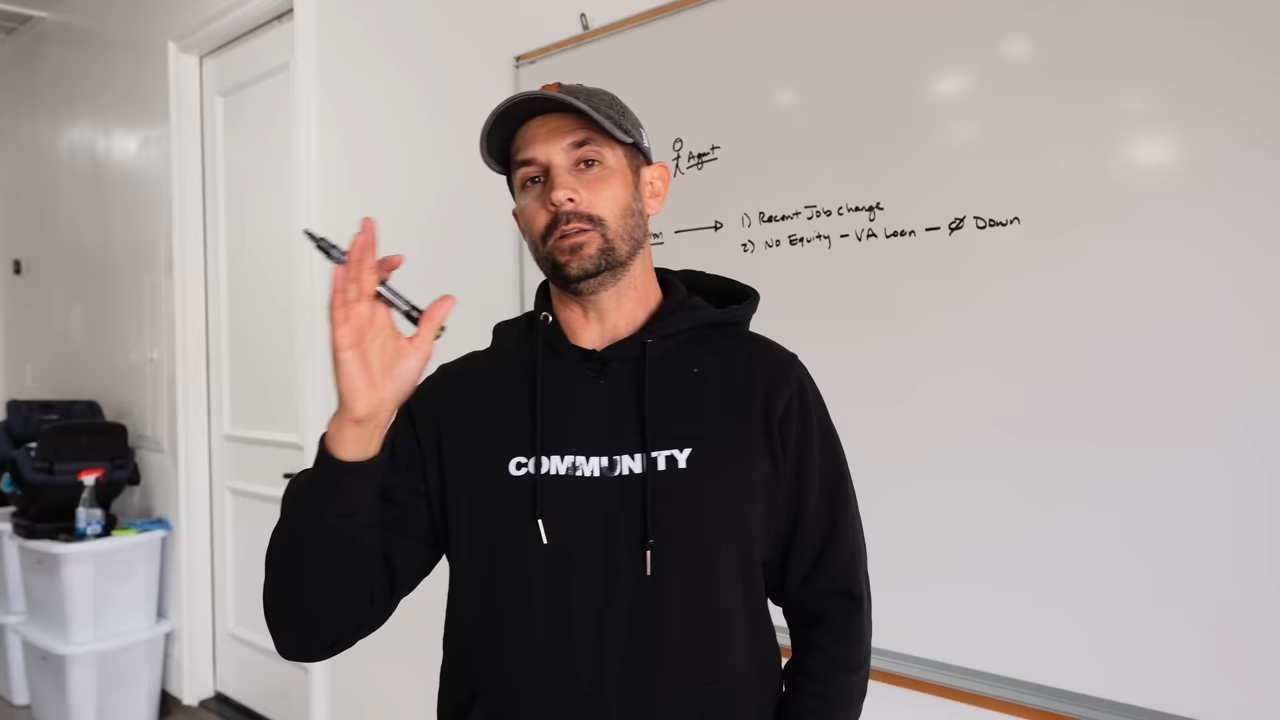 Agent
1) Recent Job Change
2) No Equity - VA Loan - Ø Down
COMMUNITY